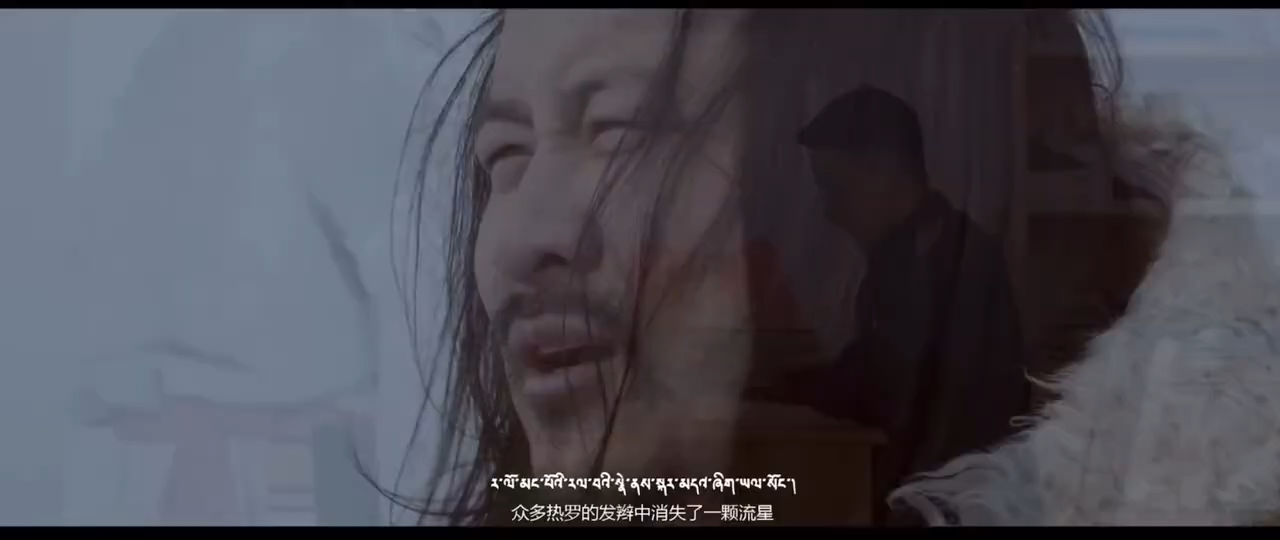 ར་ལོ་མང་པོའི་རལ་བའི་སྣེ་ནས་སྐར་མདའ་ཞིག་ཡལ་སོང་།
众多热罗的发辫中消失了一颗流星